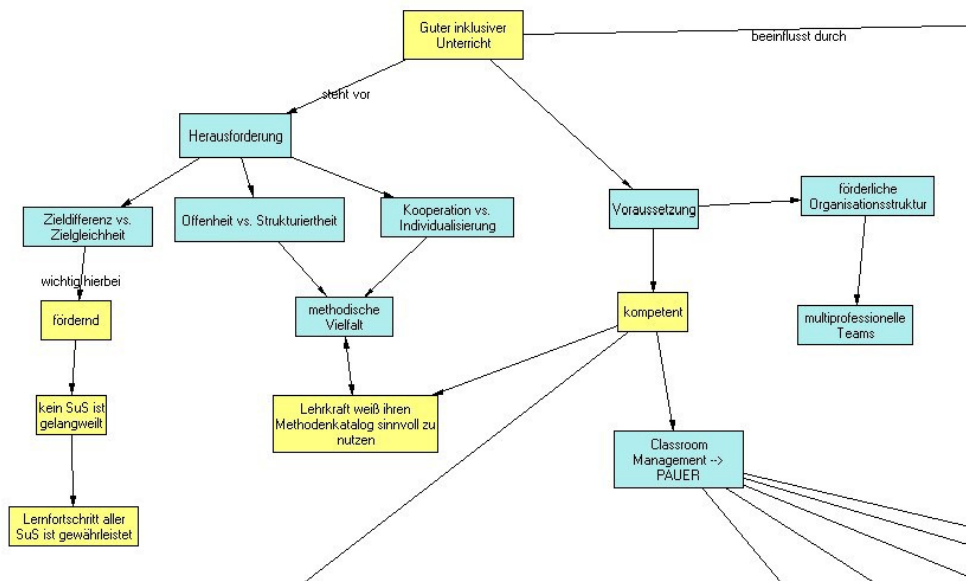 Guter inklusiver
Unterricht
beeinflusst durch
steht vor
Herausforderung
Zieldifferenz vs.
Zielgleichheit
Offenheit vs. Strukturiertheit
Kooperation vs.
Individualisierung
Voraussetzung
förderliche
Organisationsstruktur
wichtig hierbei
fördernd
methodische
Vielfalt
kompetent
multiprofessionelle
Teams
kein SuS ist
gelangweilt
Lehrkraft weiß ihren
Methodenkatalog sinnvoll zu
nutzen
Classroom
Management -->
PAUER
Lernfortschritt aller
SuS ist gewährleistet